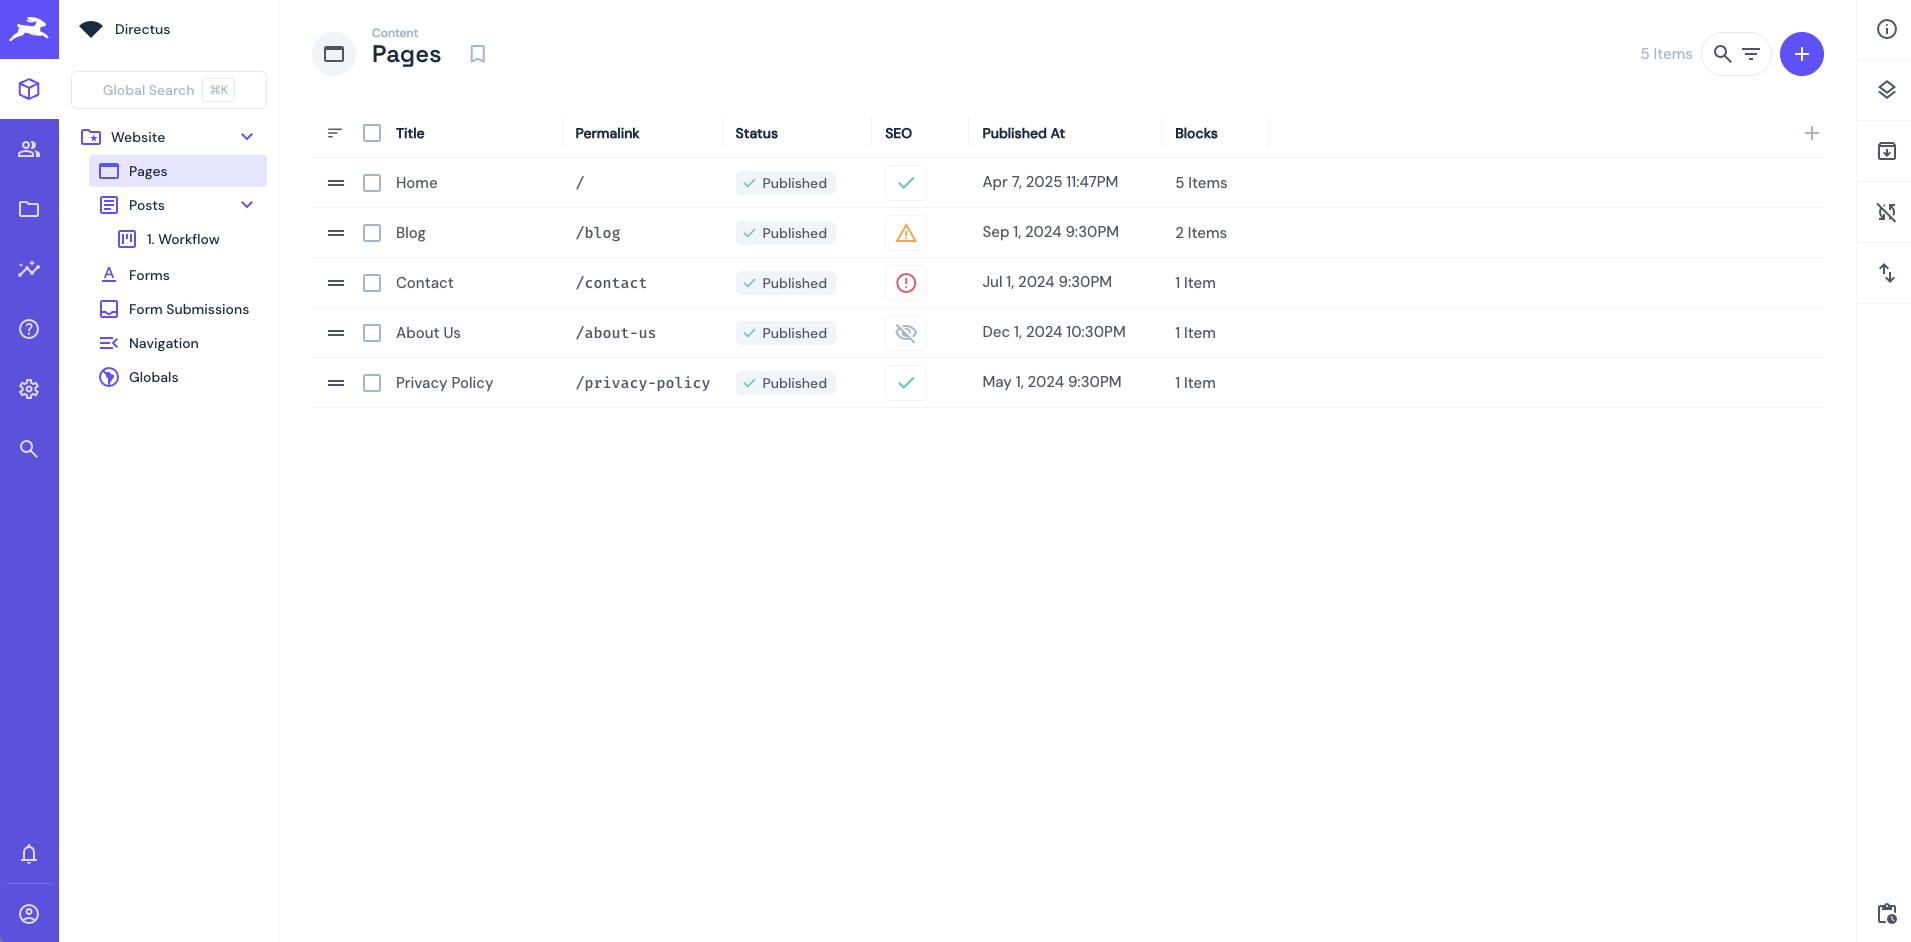 Directus
Global Search ⌘K
Website
Pages
Posts
1. Workflow
Forms
Form Submissions
Navigation
Globals
Content
Pages
5 Items
Title Permalink Status SEO Published At Blocks
Home / Published Apr 7, 2025 11:47PM 5 Items
Blog /blog Published Sep 1, 2024 9:30PM 2 Items
Contact /contact Published Jul 1, 2024 9:30PM 1 Item
About Us /about-us Published Dec 1, 2024 10:30PM 1 Item
Privacy Policy /privacy-policy Published May 1, 2024 9:30PM 1 Item